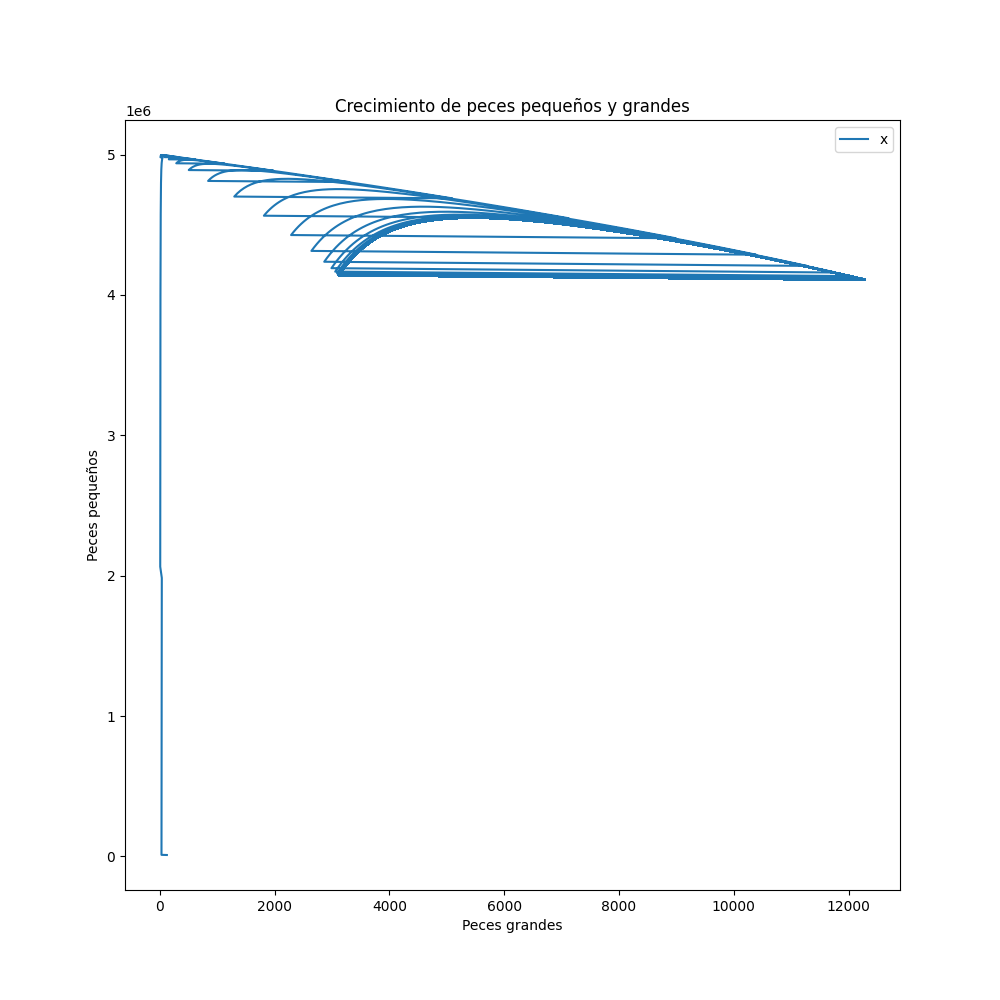 Crecimiento de peces pequeños y grandes
1e6
x
5
4
3
2
1
0
Peces pequeños
0 2000 4000 6000 8000 10000 12000
Peces grandes